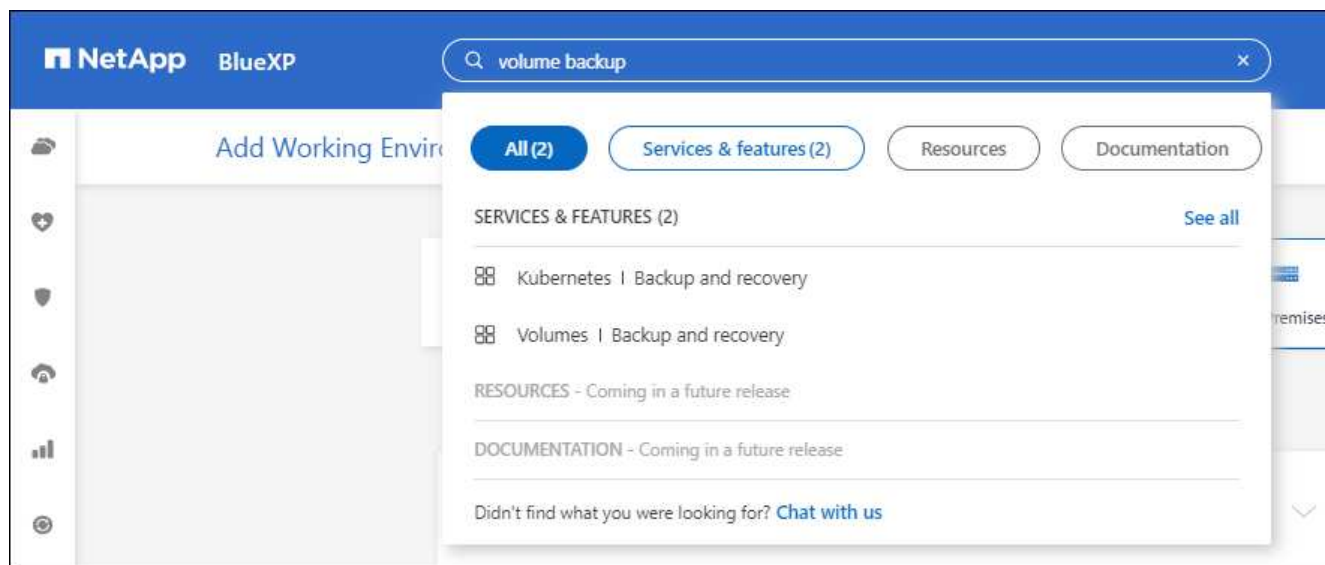 NetApp BlueXP
volume backup
Add Working Enviro
All (2) Services & features (2) Resources Documentation
SERVICES & FEATURES (2) See all
Kubernetes | Backup and recovery
Volumes | Backup and recovery
remises
RESOURCES - Coming in a future release
DOCUMENTATION - Coming in a future release
Didn't find what you were looking for? Chat with us